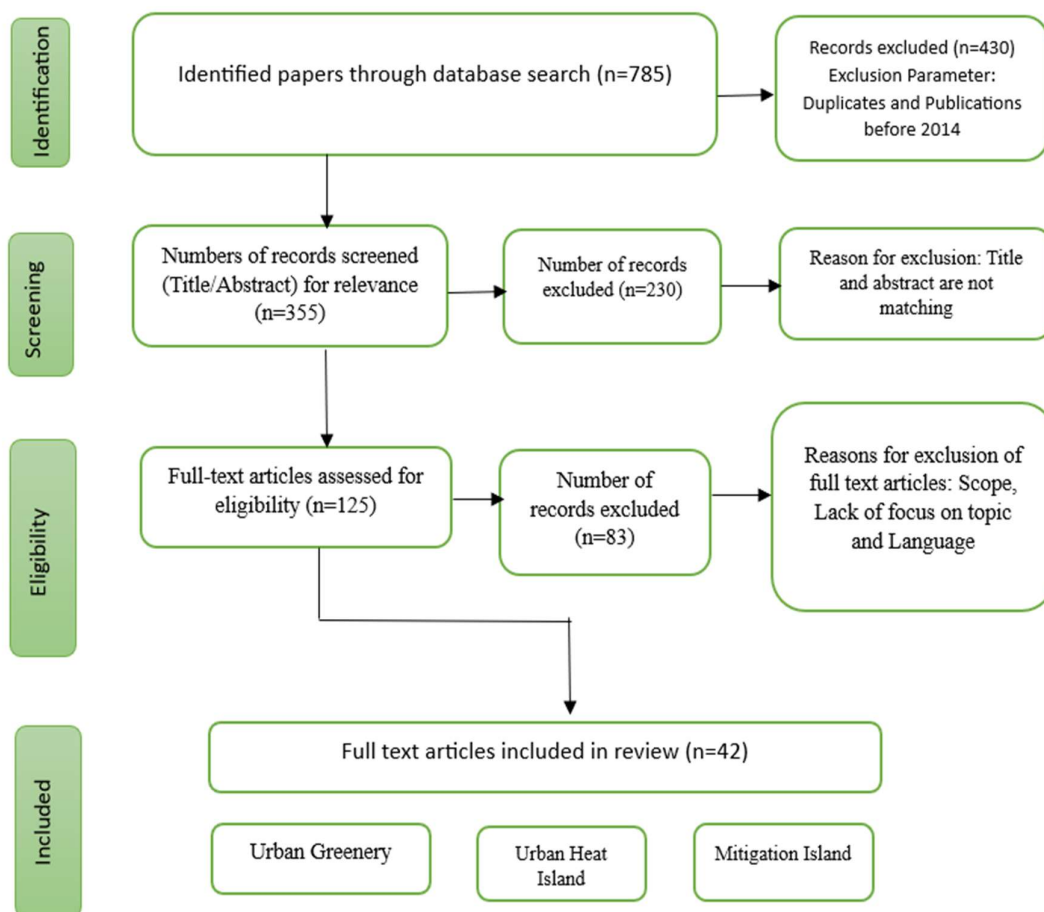 Identification
Identified papers through database search (n=785)
Records excluded (n=430)
Exclusion Parameter:
Duplicates and Publications
before 2014
Screening
Numbers of records screened
(Title/Abstract) for relevance
(n=355)
Number of records
excluded (n=230)
Reason for exclusion: Title
and abstract are not
matching
Eligibility
Full-text articles assessed for
eligibility (n=125)
Number of
records excluded
(n=83)
Reasons for exclusion of
full text articles: Scope,
Lack of focus on topic
and Language
Included
Full text articles included in review (n=42)
Urban Greenery
Urban Heat
Island
Mitigation Island